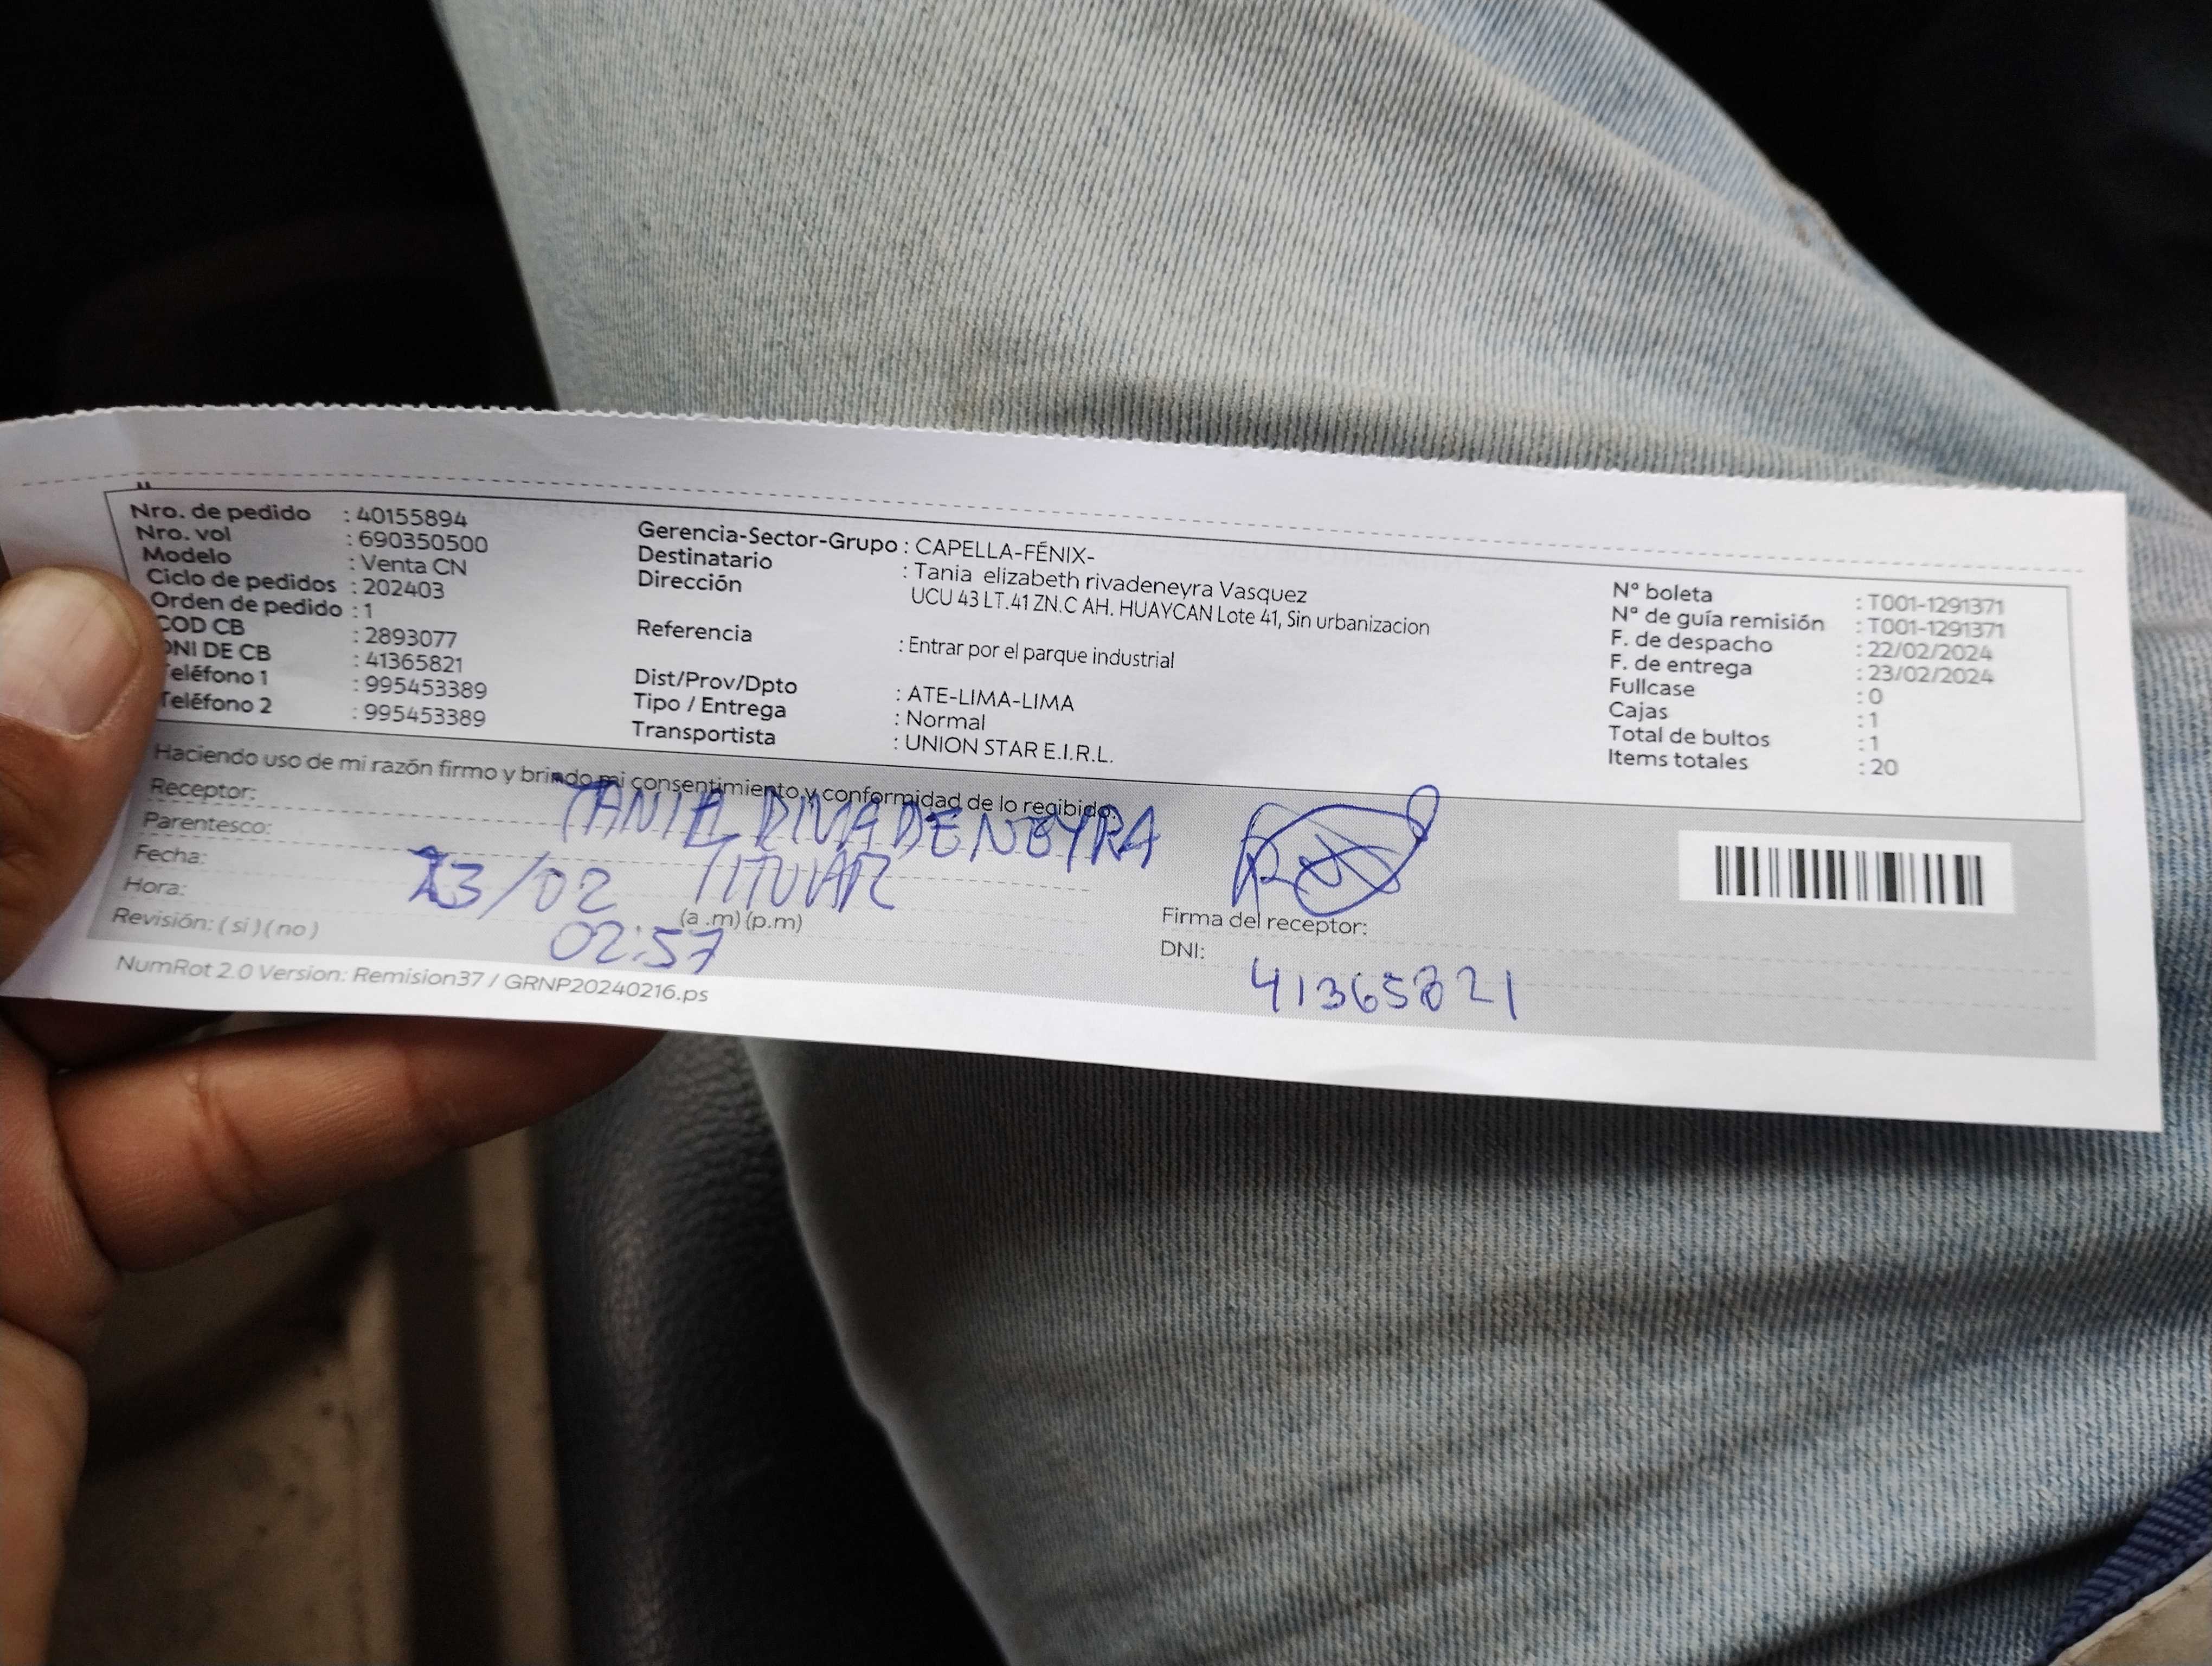 Nro. de pedido : 40155894
Nro. vol : 690350500
Modelo : Venta CN
Ciclo de pedidos : 202403
Orden de pedido : 1
COD CB : 2893077
DNI DE CB : 41365821
Teléfono 1 : 995453389
Teléfono 2 : 995453389
Gerencia-Sector-Grupo : CAPELLA-FÉNIX-
Destinatario : Tania elizabeth rivadeneyra Vasquez
Dirección UCU 43 LT.41 ZN.C AH. HUAYCAN Lote 41, Sin urbanizacion
Referencia : Entrar por el parque industrial
Dist/Prov/Dpto : ATE-LIMA-LIMA
Tipo / Entrega : Normal
Transportista : UNION STAR E.I.R.L.
N° boleta : T001-1291371
N° de guía remisión : T001-1291371
F. de despacho : 22/02/2024
F. de entrega : 23/02/2024
Fullcase : 0
Cajas : 1
Total de bultos : 1
Items totales : 20
Haciendo uso de mi razón firmo y brindo mi consentimiento y conformidad de lo regibido.
Receptor: TANIA RIVADENEYRA
Parentesco: TITULAR
Fecha: 23/02
Hora: 02:57 (a .m) (p.m)
Revisión: ( si ) ( no )
Firma del receptor:
DNI: 41365821
NumRot 2.0 Version: Remision37 / GRNP20240216.ps